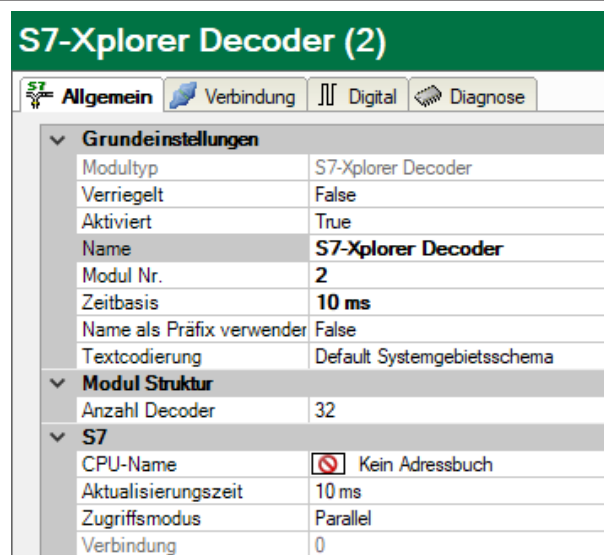 S7-Xplorer Decoder (2)
S7 Allgemein Verbindung Digital Diagnose
Grundeinstellungen
Modultyp S7-Xplorer Decoder
Verriegelt False
Aktiviert True
Name S7-Xplorer Decoder
Modul Nr. 2
Zeitbasis 10 ms
Name als Präfix verwender False
Textcodierung Default Systemgebietsschema
Modul Struktur
Anzahl Decoder 32
S7
CPU-Name Kein Adressbuch
Aktualisierungszeit 10 ms
Zugriffsmodus Parallel
Verbindung 0